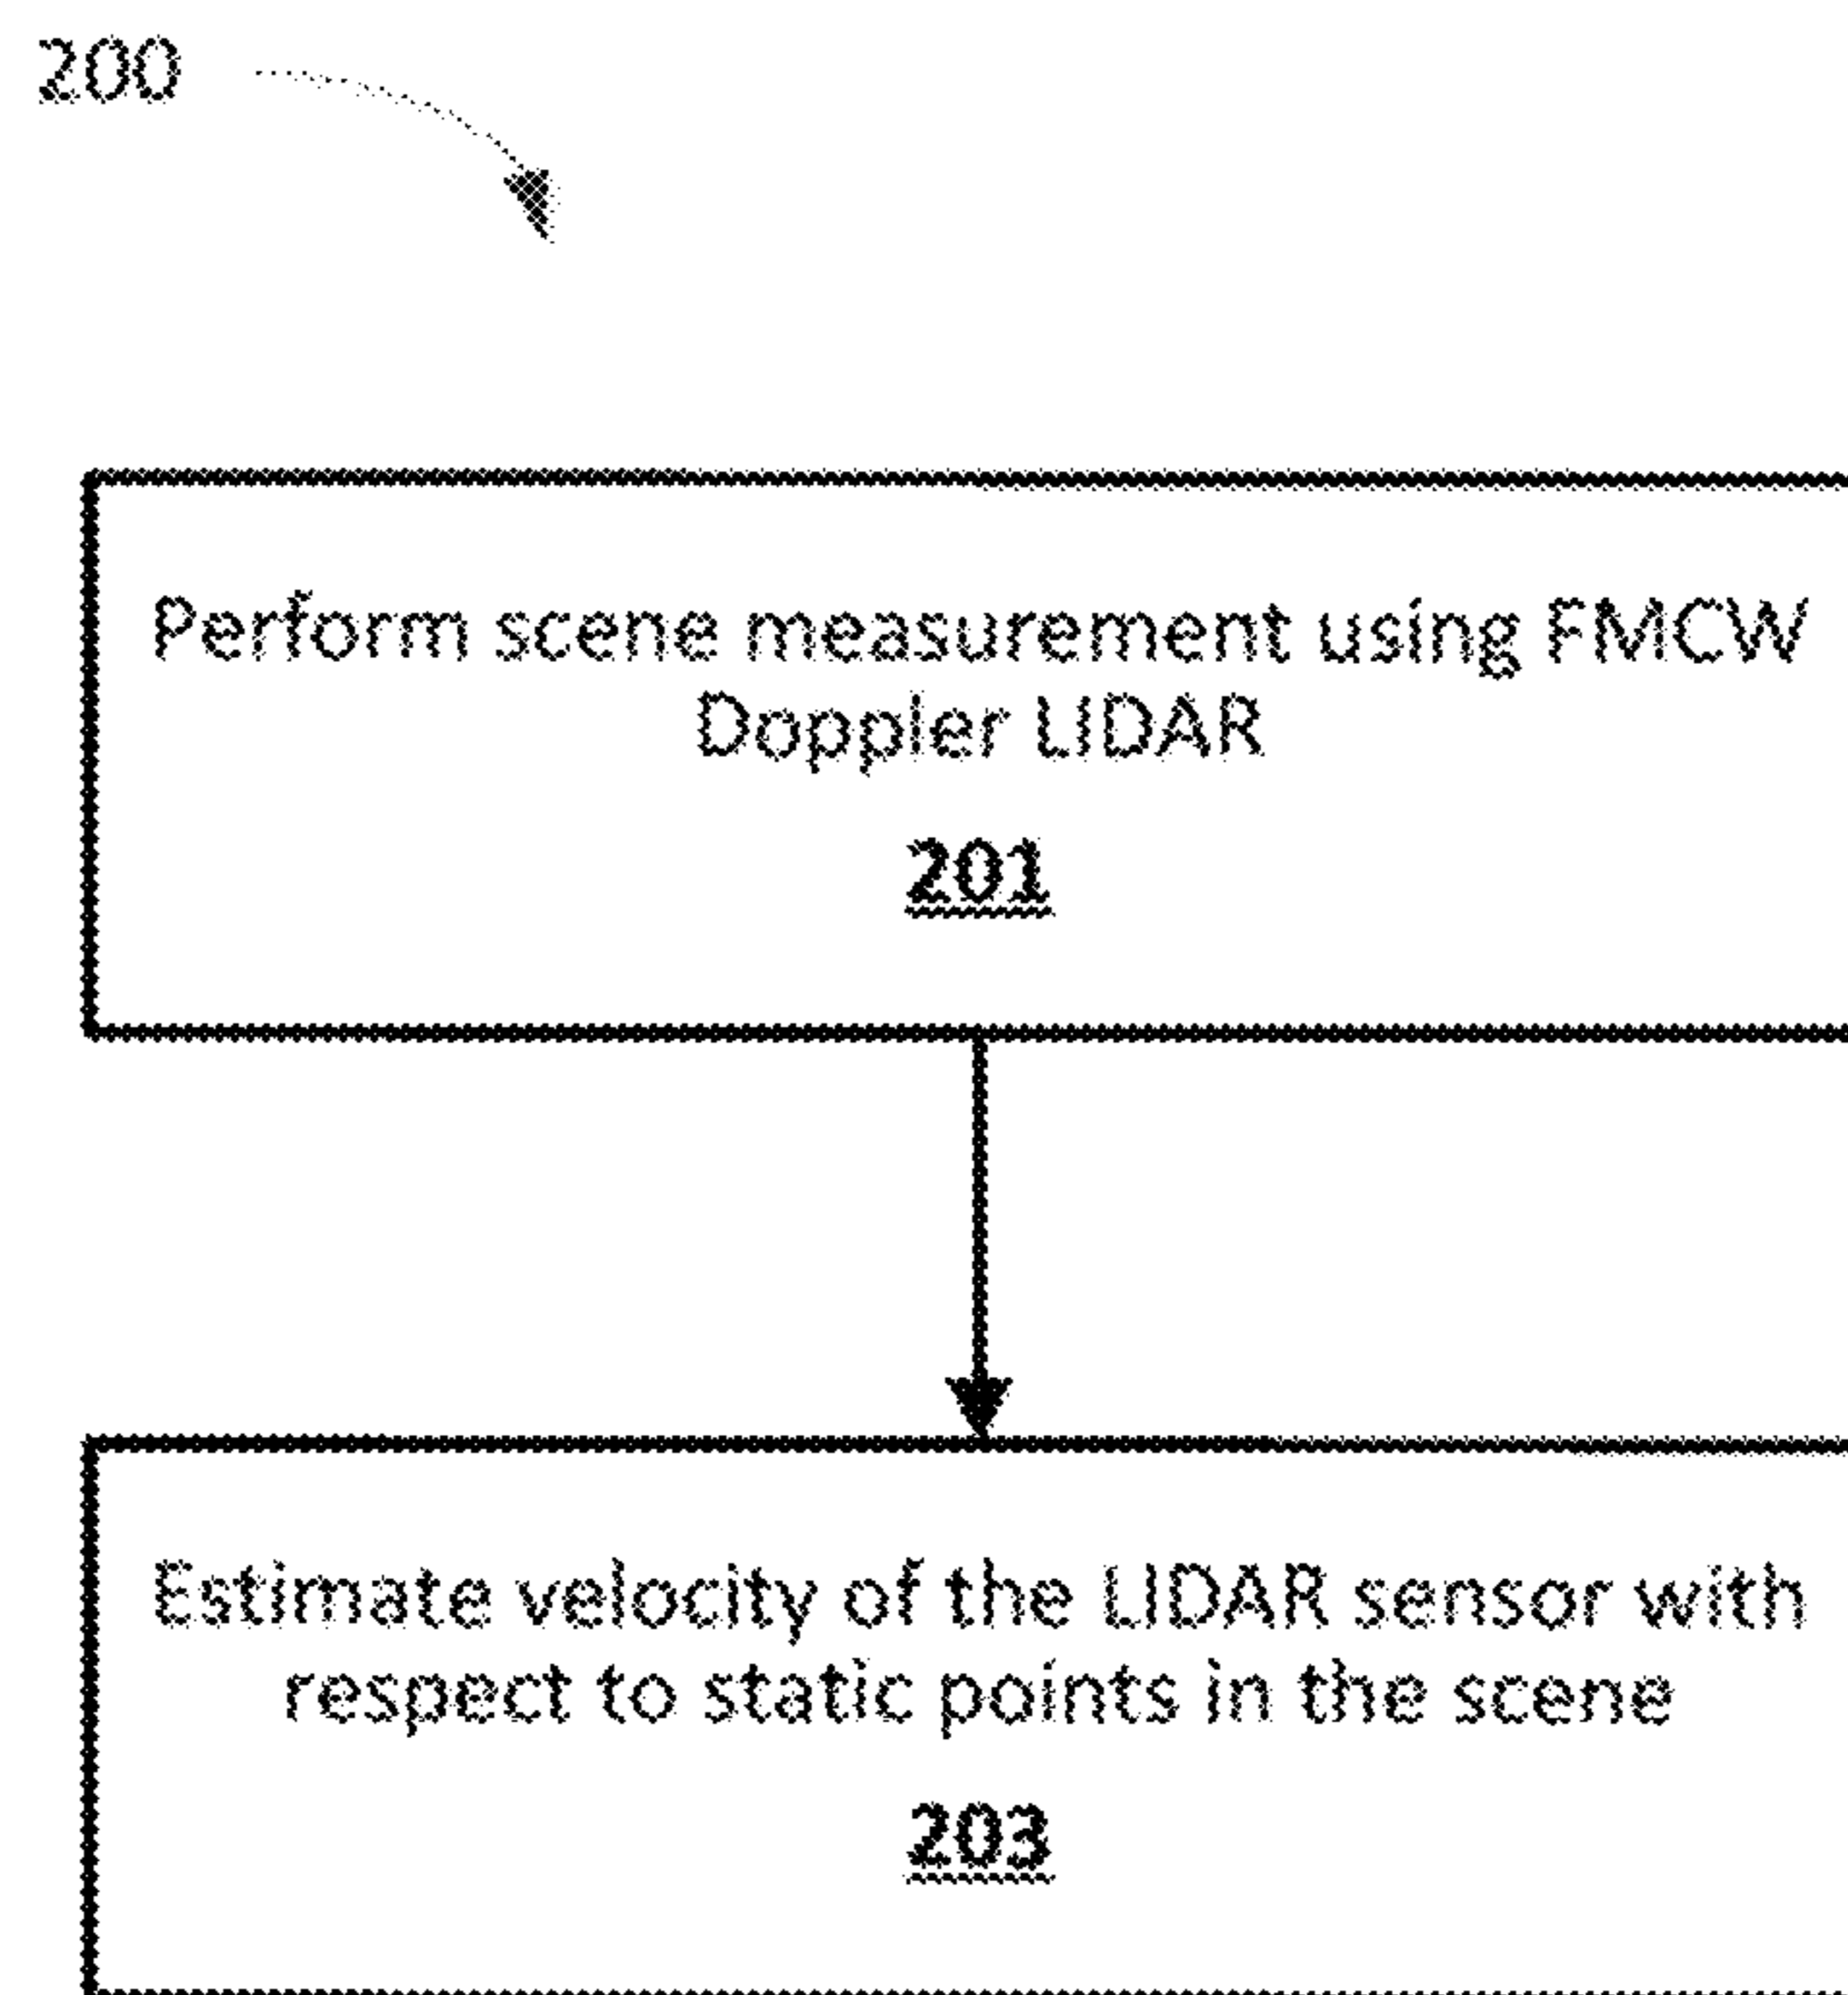 200
Perform scene measurement using FMCW
Doppler LIDAR
201
Estimate velocity of the LIDAR sensor with
respect to static points in the scene
203